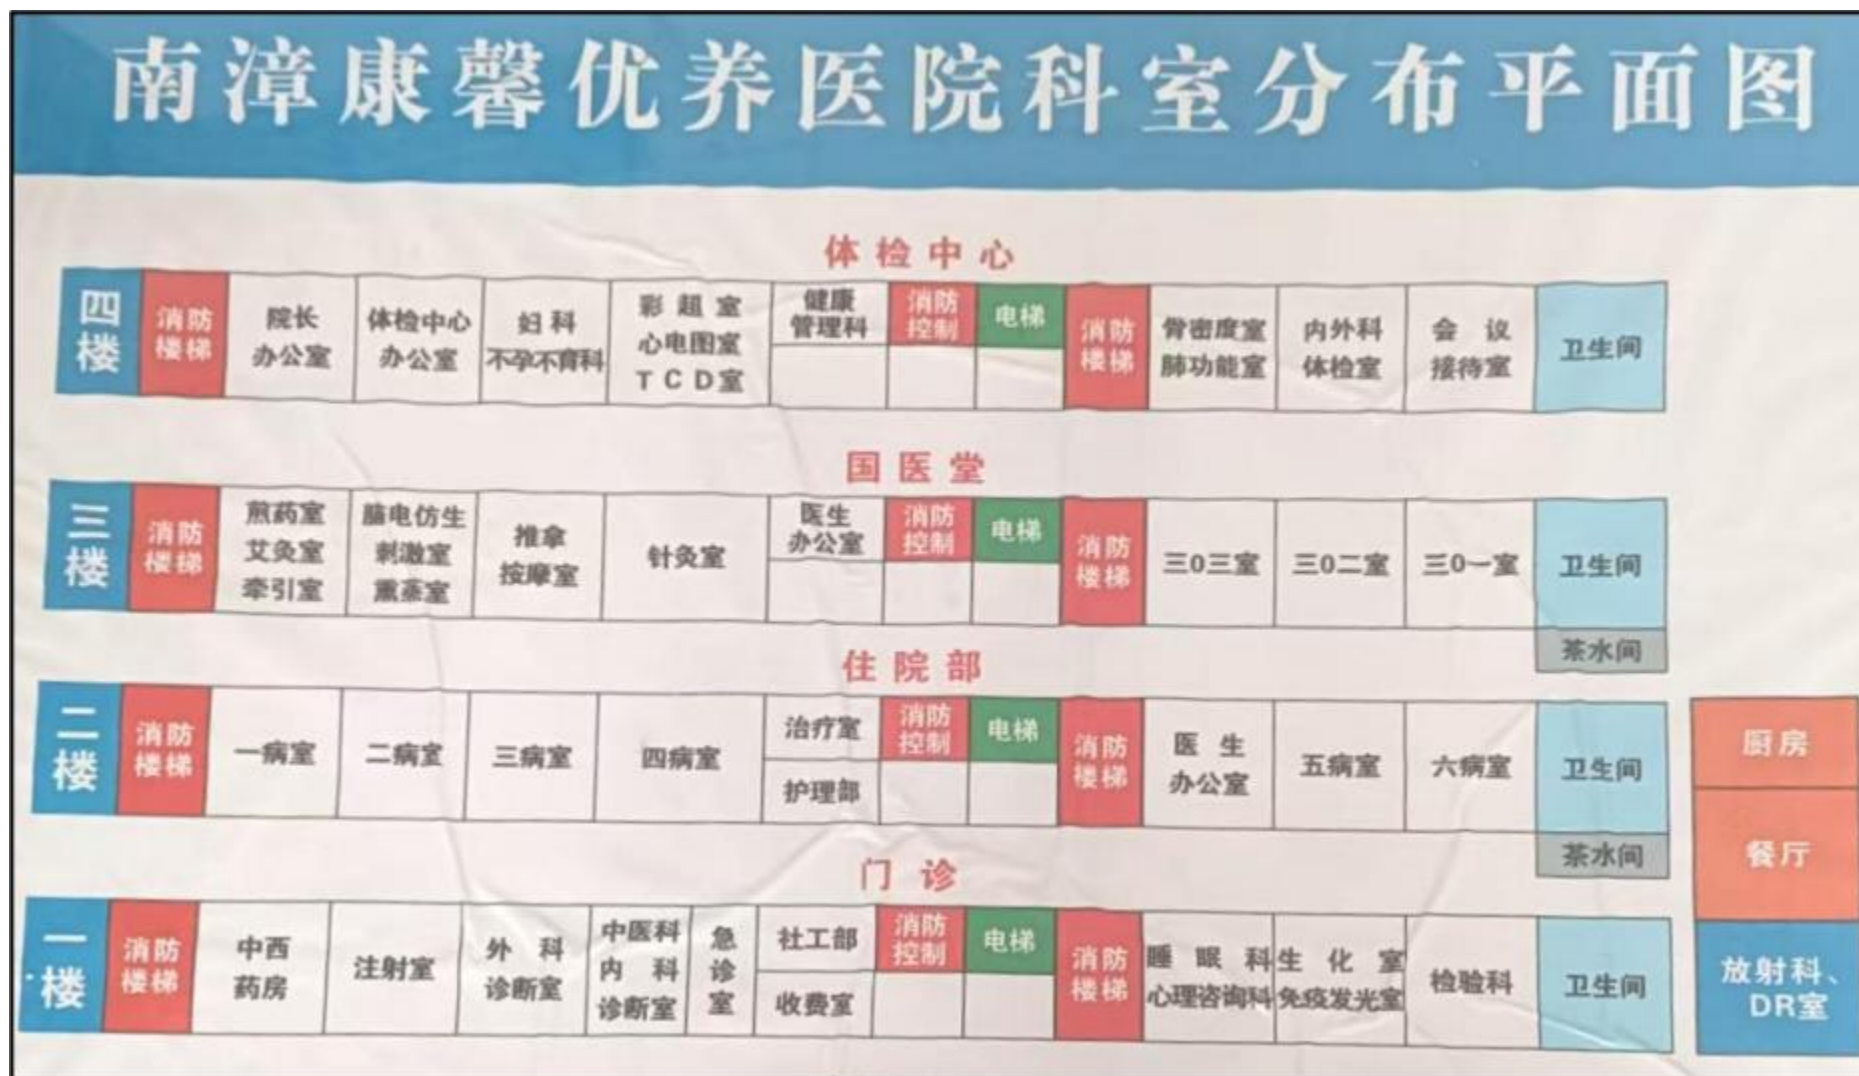 南漳康馨优养医院科室分布平面图
体检中心
四楼
消防楼梯
院长办公室
体检中心办公室
妇科
不孕不育科
彩超室
心电图室
TCD室
健康管理科
消防控制
电梯
消防楼梯
骨密度室
肺功能室
内外科体检室
会议接待室
卫生间
国医堂
三楼
消防楼梯
煎药室
艾灸室
牵引室
脑电仿生刺激室
熏蒸室
推拿按摩室
针灸室
医生办公室
消防控制
电梯
消防楼梯
三0三室
三0二室
三0一室
卫生间
茶水间
住院部
二楼
消防楼梯
一病室
二病室
三病室
四病室
治疗室
护理部
消防控制
电梯
消防楼梯
医生办公室
五病室
六病室
卫生间
茶水间
厨房
餐厅
门诊
一楼
消防楼梯
中西药房
注射室
外科诊断室
中医科
内科
诊断室
急诊室
社工部
收费室
消防控制
电梯
消防楼梯
睡眠科
心理咨询科
生化室
免疫发光室
检验科
卫生间
放射科、
DR室